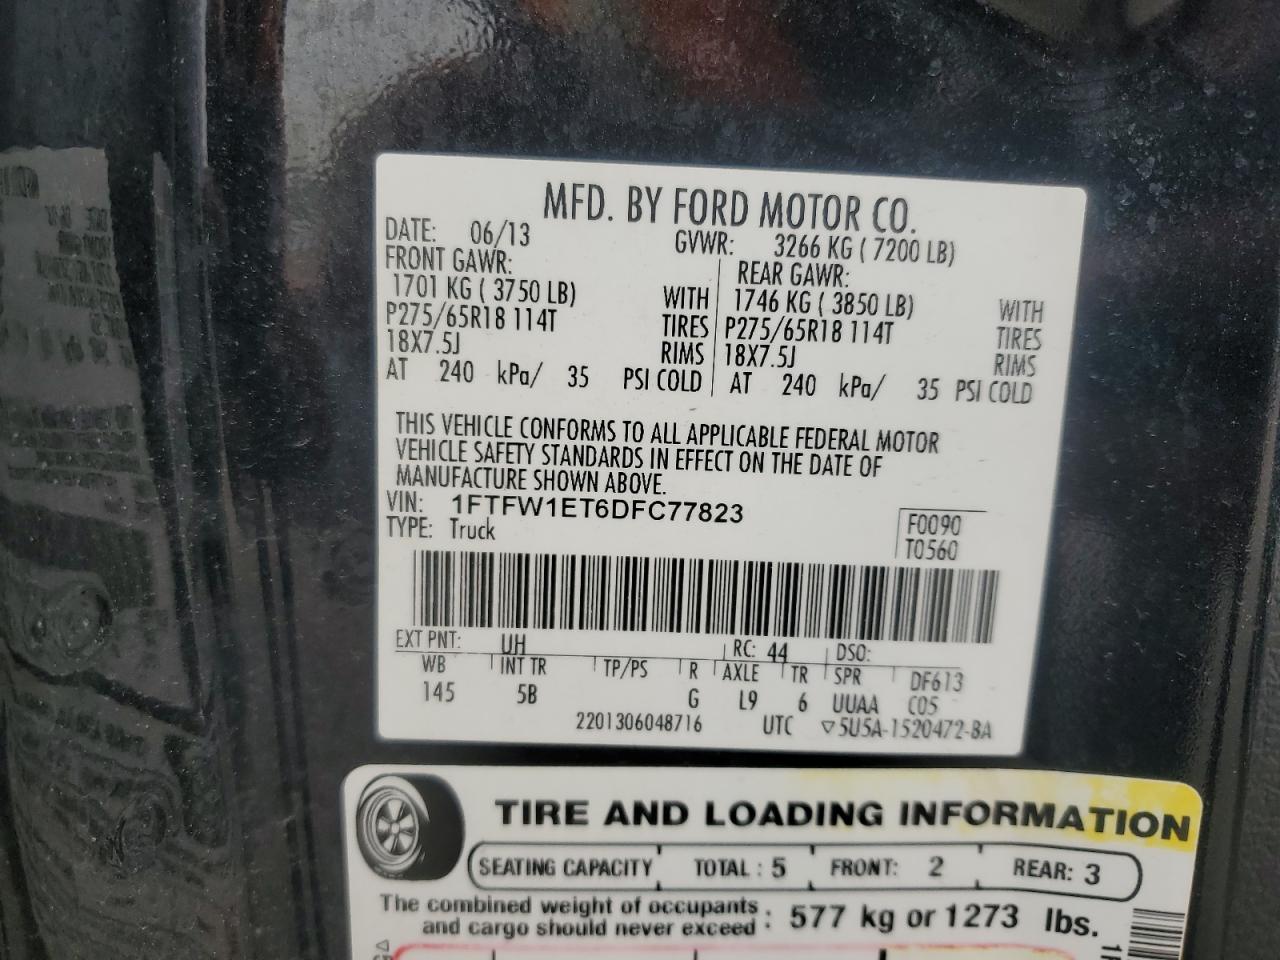 MFD. BY FORD MOTOR CO.
DATE: 06/13 GVWR: 3266 KG ( 7200 LB)
FRONT GAWR: REAR GAWR:
1701 KG ( 3750 LB) WITH 1746 KG ( 3850 LB) WITH
P275/65R18 114T TIRES P275/65R18 114T TIRES
18X7.5J RIMS 18X7.5J RIMS
AT 240 kPa/ 35 PSI COLD AT 240 kPa/ 35 PSI COLD
THIS VEHICLE CONFORMS TO ALL APPLICABLE FEDERAL MOTOR
VEHICLE SAFETY STANDARDS IN EFFECT ON THE DATE OF
MANUFACTURE SHOWN ABOVE.
VIN: 1FTFW1ET6DFC77823
TYPE: Truck
F0090
T0560
EXT PNT: UH RC: 44 DSO:
WB INT TR TP/PS R AXLE TR SPR DF613
145 5B G L9 6 UUAA C05
2201306048716 UTC ▽5U5A-1520472-BA
TIRE AND LOADING INFORMATION
SEATING CAPACITY TOTAL : 5 FRONT: 2 REAR: 3
The combined weight of occupants
and cargo should never exceed : 577 kg or 1273 lbs.